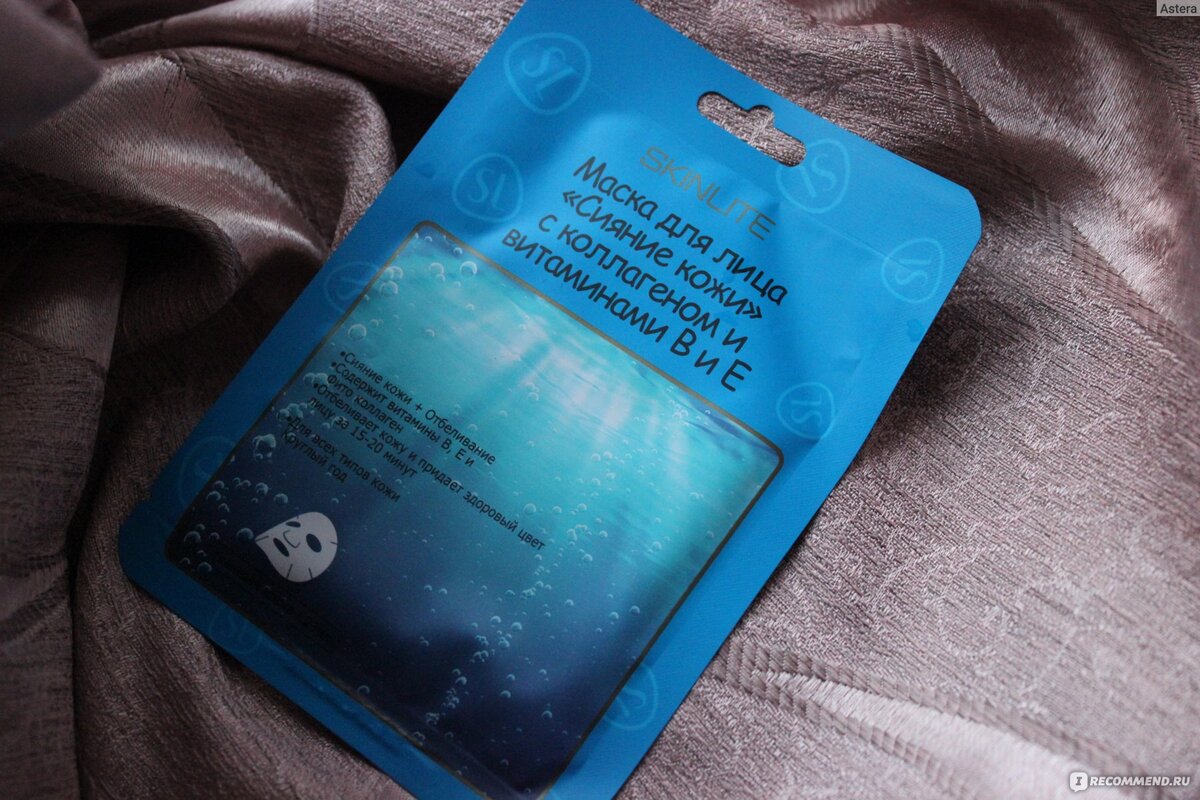 Astera
SKINLITE
Маска для лица
«Сияние кожи»
с коллагеном и
витаминами В и Е
•Сияние кожи + Отбеливание
•Содержит витамины В, Е и
Фито коллаген
•Отбеливает кожу и придает здоровый цвет
лицу за 15-20 минут
•Для всех типов кожи
Круглый год
RECOMMEND.RU